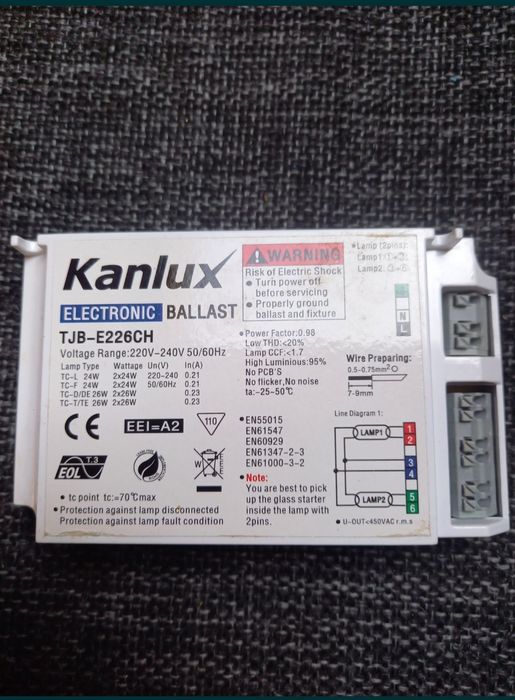 Kanlux
ELECTRONIC BALLAST
TJB-E226CH
Voltage Range:220V-240V 50/60Hz
Lamp Type Wattage Un(V) In(A)
TC-L 24W 2x24W 220-240 0.21
TC-F 24W 2x24W 50/60Hz 0.21
TC-D/DE 26W 2x26W 0.23
TC-T/TE 26W 2x26W 0.23
CE
EEI=A2
110
T.3
EOL
W
• tc point tc:=70℃max
• Protection against lamp disconnected
Protection against lamp fault condition
WARNING
Risk of Electric Shock
• Turn power off
before servicing
• Properly ground
ballast and fixture
• Power Factor:0.98
Low THD:<20%
Lamp CCF:<1.7
High Luminious:95%
No PCB'S
No flicker,No noise
ta:-25-50℃
• EN55015
EN61547
EN60929
EN61347-2-3
EN61000-3-2
• Note:
You are best to pick
up the glass starter
inside the lamp with
2pins.
• Lamp (2pins):
Lamp1:
Lamp2:
N
L
Wire Preparing:
0.5-0.75mm²
7-9mm
Line Diagram 1:
LAMP1
LAMP2
1
2
3
4
5
6
• U-OUT<450VAC r.m.s